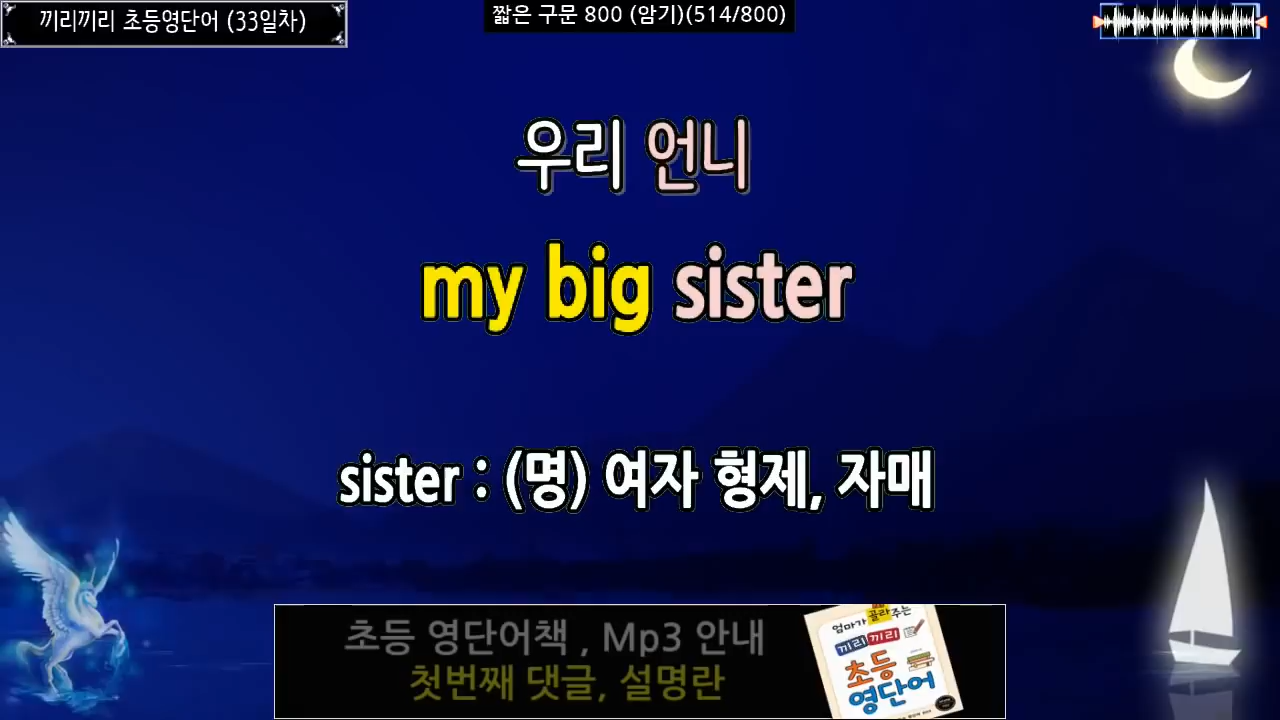 끼리끼리 초등영단어 (33일차)
짧은 구문 800 (암기)(514/800)
우리 언니
my big sister
sister : (명) 여자 형제, 자매
초등 영단어책 , Mp3 안내
첫번째 댓글, 설명란
엄마가 골라주는
끼리끼리
초등
영단어